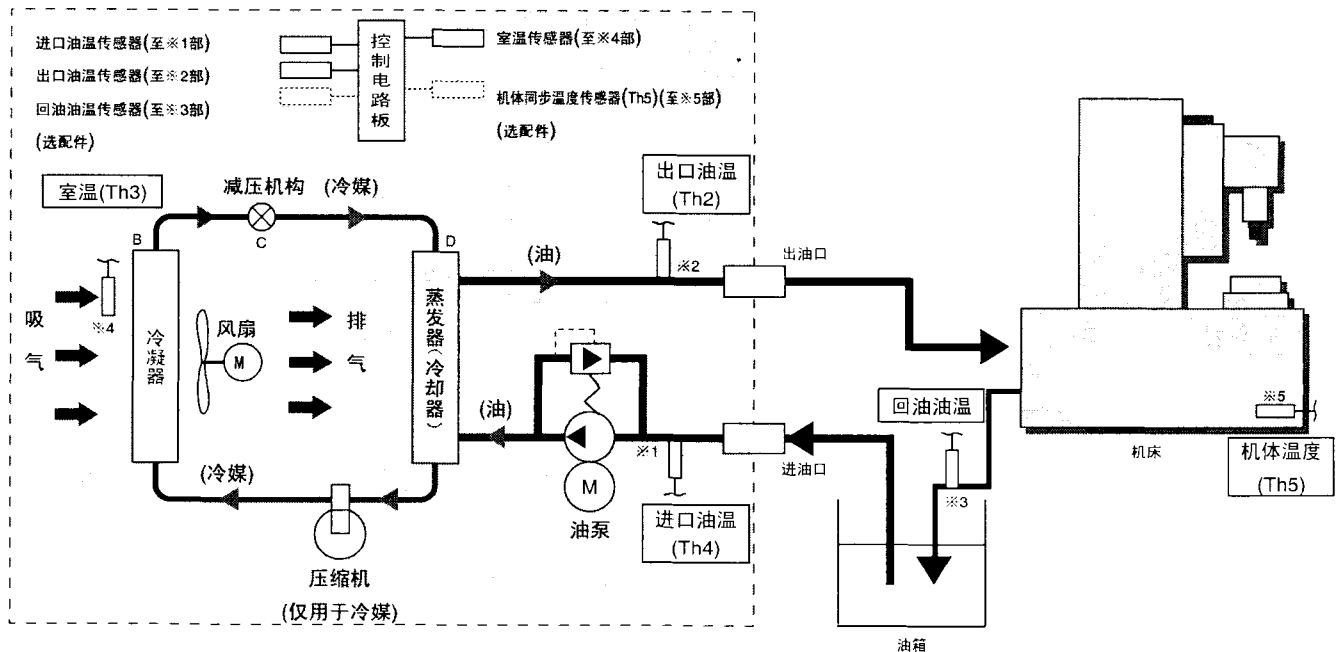 进口油温传感器(至※1部)
出口油温传感器(至※2部)
回油油温传感器(至※3部)
(选配件)
控制电路板
室温传感器(至※4部)
机体同步温度传感器(Th5)(至※5部)
(选配件)
室温(Th3)
减压机构 (冷媒)
出口油温
(Th2)
B
C
D
(油)
※2
出油口
※4
吸气
冷凝器
风扇
M
排气
蒸发器(冷却器)
(油)
※1
进油口
回油油温
※5
机床
机体温度
(Th5)
(冷媒)
M
油泵
进口油温
(Th4)
※3
压缩机
(仅用于冷媒)
油箱